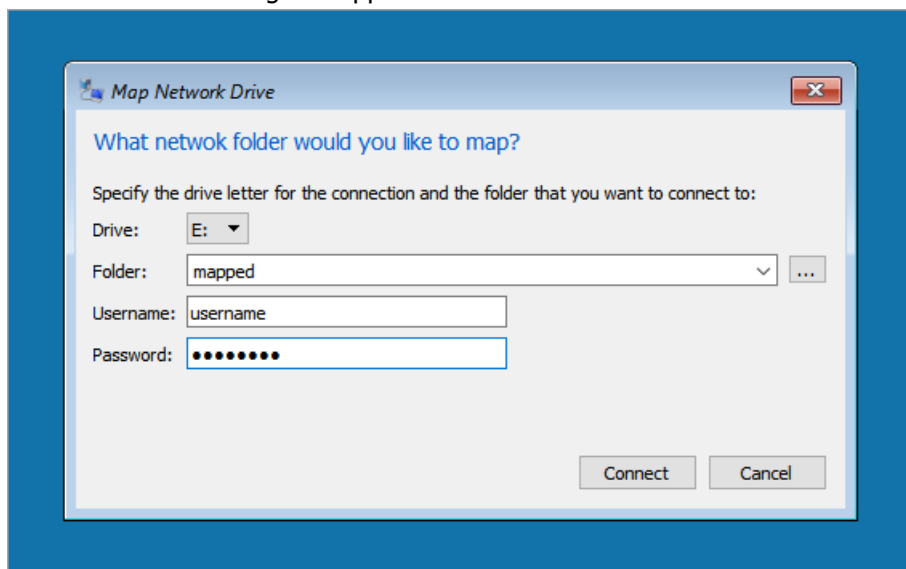 Map Network Drive
What netwok folder would you like to map?
Specify the drive letter for the connection and the folder that you want to connect to:
Drive: E:
Folder: mapped ...
Username: username
Password: ••••••••
Connect Cancel